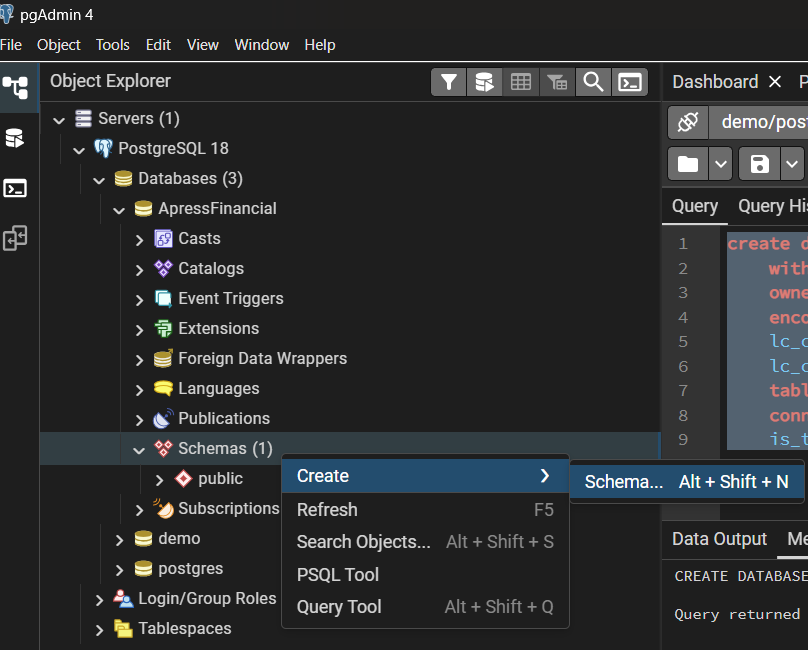 pgAdmin 4
File Object Tools Edit View Window Help
Object Explorer
Servers (1)
PostgreSQL 18
Databases (3)
ApressFinancial
Casts
Catalogs
Event Triggers
Extensions
Foreign Data Wrappers
Languages
Publications
Schemas (1)
public
Subscriptions
demo
postgres
Login/Group Roles
Tablespaces
Create
Refresh F5
Search Objects... Alt + Shift + S
PSQL Tool
Query Tool Alt + Shift + Q
Schema... Alt + Shift + N
Dashboard P
demo/pos
Query Query His
1 create d
2 with
3 owne
4 enco
5 lc_c
6 lc_c
7 tabl
8 conn
9 is_t
Data Output Me
CREATE DATABASE
Query returned